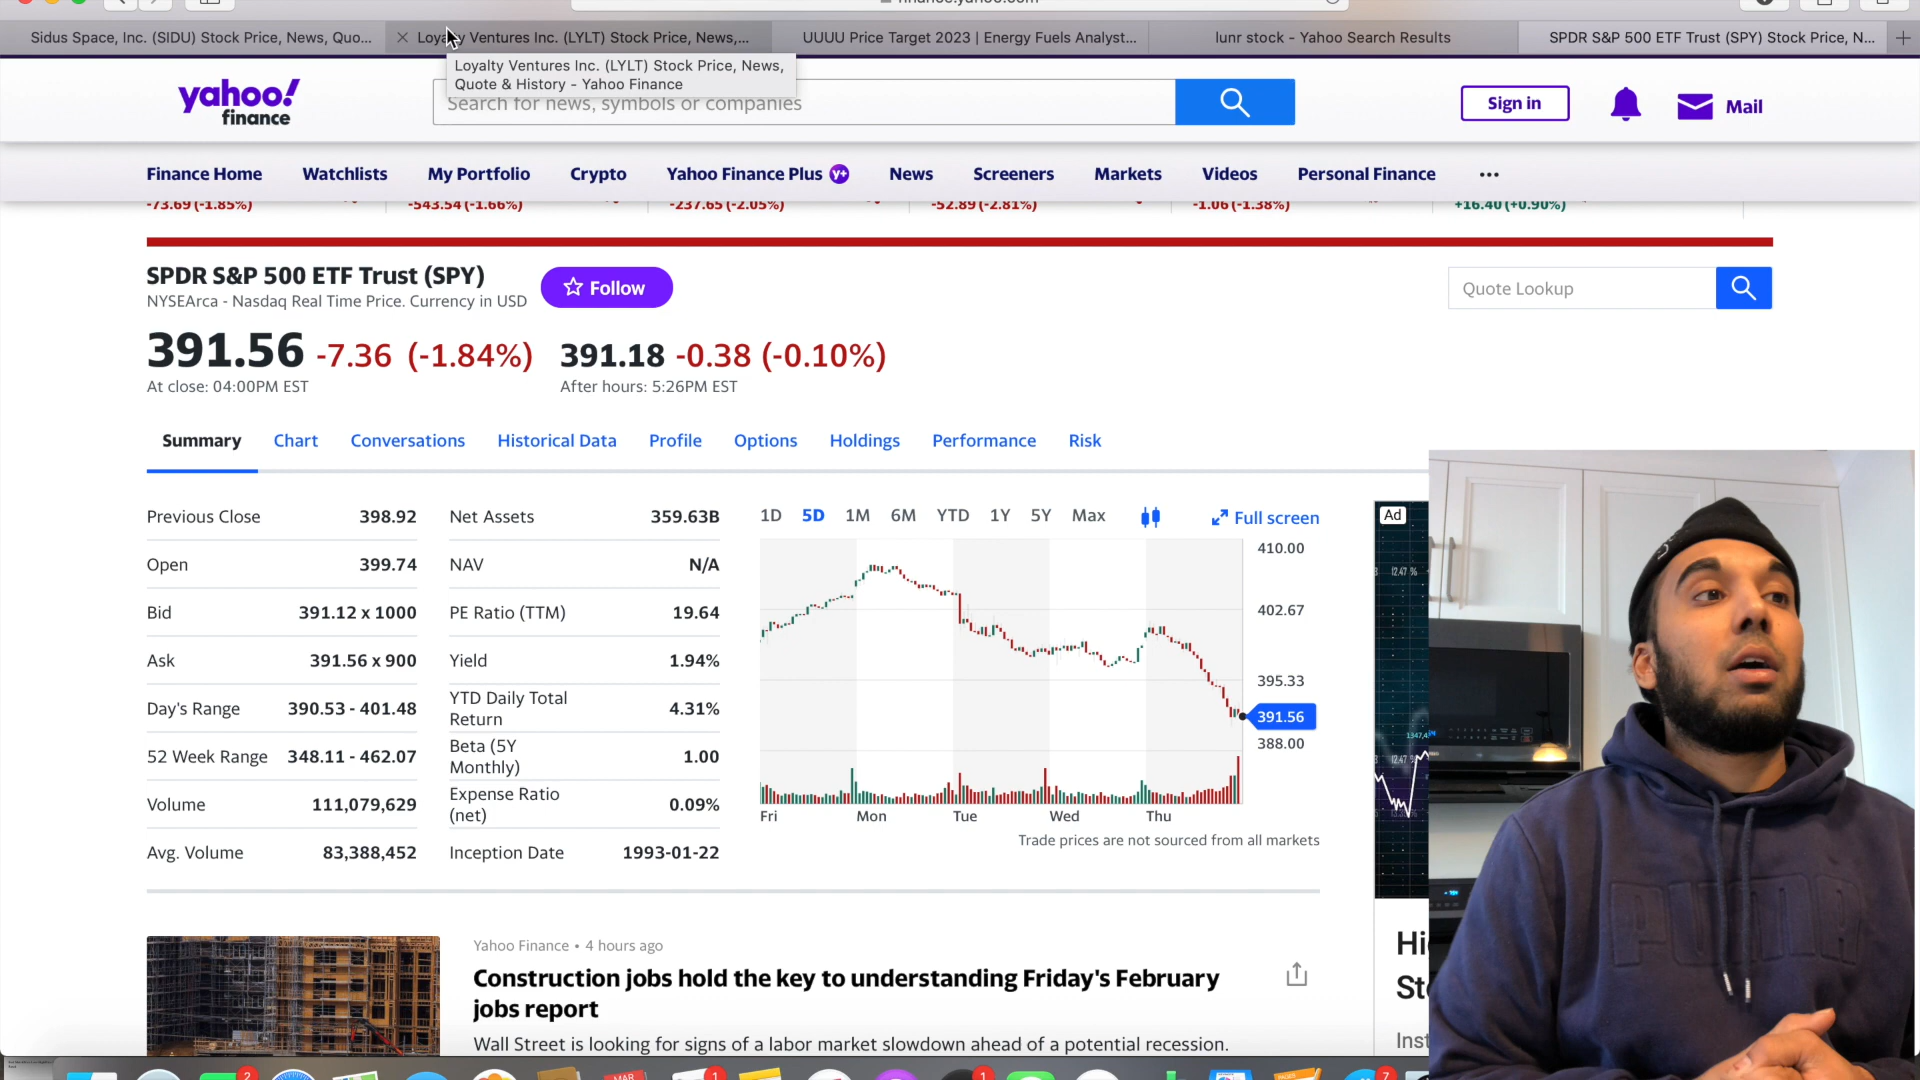 finance.yahoo.com
Sidus Space, Inc. (SIDU) Stock Price, News, Quo...
Loyalty Ventures Inc. (LYLT) Stock Price, News,...
UUUU Price Target 2023 | Energy Fuels Analyst...
lunr stock - Yahoo Search Results
SPDR S&P 500 ETF Trust (SPY) Stock Price, N...
Loyalty Ventures Inc. (LYLT) Stock Price, News,
Quote & History - Yahoo Finance
yahoo!
finance
Search for news, symbols or companies
Sign in
Mail
Finance Home
Watchlists
My Portfolio
Crypto
Yahoo Finance Plus
News
Screeners
Markets
Videos
Personal Finance
...
-73.69 (-1.85%)
-543.54 (-1.66%)
-237.65 (-2.05%)
-52.89 (-2.81%)
-1.06 (-1.38%)
+16.40 (+0.90%)
SPDR S&P 500 ETF Trust (SPY)
NYSEArca - Nasdaq Real Time Price. Currency in USD
Follow
Quote Lookup
391.56 -7.36 (-1.84%)
At close: 04:00PM EST
391.18 -0.38 (-0.10%)
After hours: 5:26PM EST
Summary
Chart
Conversations
Historical Data
Profile
Options
Holdings
Performance
Risk
Previous Close 398.92
Open 399.74
Bid 391.12 x 1000
Ask 391.56 x 900
Day's Range 390.53 - 401.48
52 Week Range 348.11 - 462.07
Volume 111,079,629
Avg. Volume 83,388,452
Net Assets 359.63B
NAV N/A
PE Ratio (TTM) 19.64
Yield 1.94%
YTD Daily Total
Return 4.31%
Beta (5Y
Monthly) 1.00
Expense Ratio
(net) 0.09%
Inception Date 1993-01-22
1D 5D 1M 6M YTD 1Y 5Y Max
Full screen
410.00
402.67
395.33
391.56
388.00
Fri Mon Tue Wed Thu
Trade prices are not sourced from all markets
Ad
12.47 %
PUMA
Yahoo Finance • 4 hours ago
Construction jobs hold the key to understanding Friday's February
jobs report
Wall Street is looking for signs of a labor market slowdown ahead of a potential recession.
Hi
St
Inst
2
MAR
1
1
7